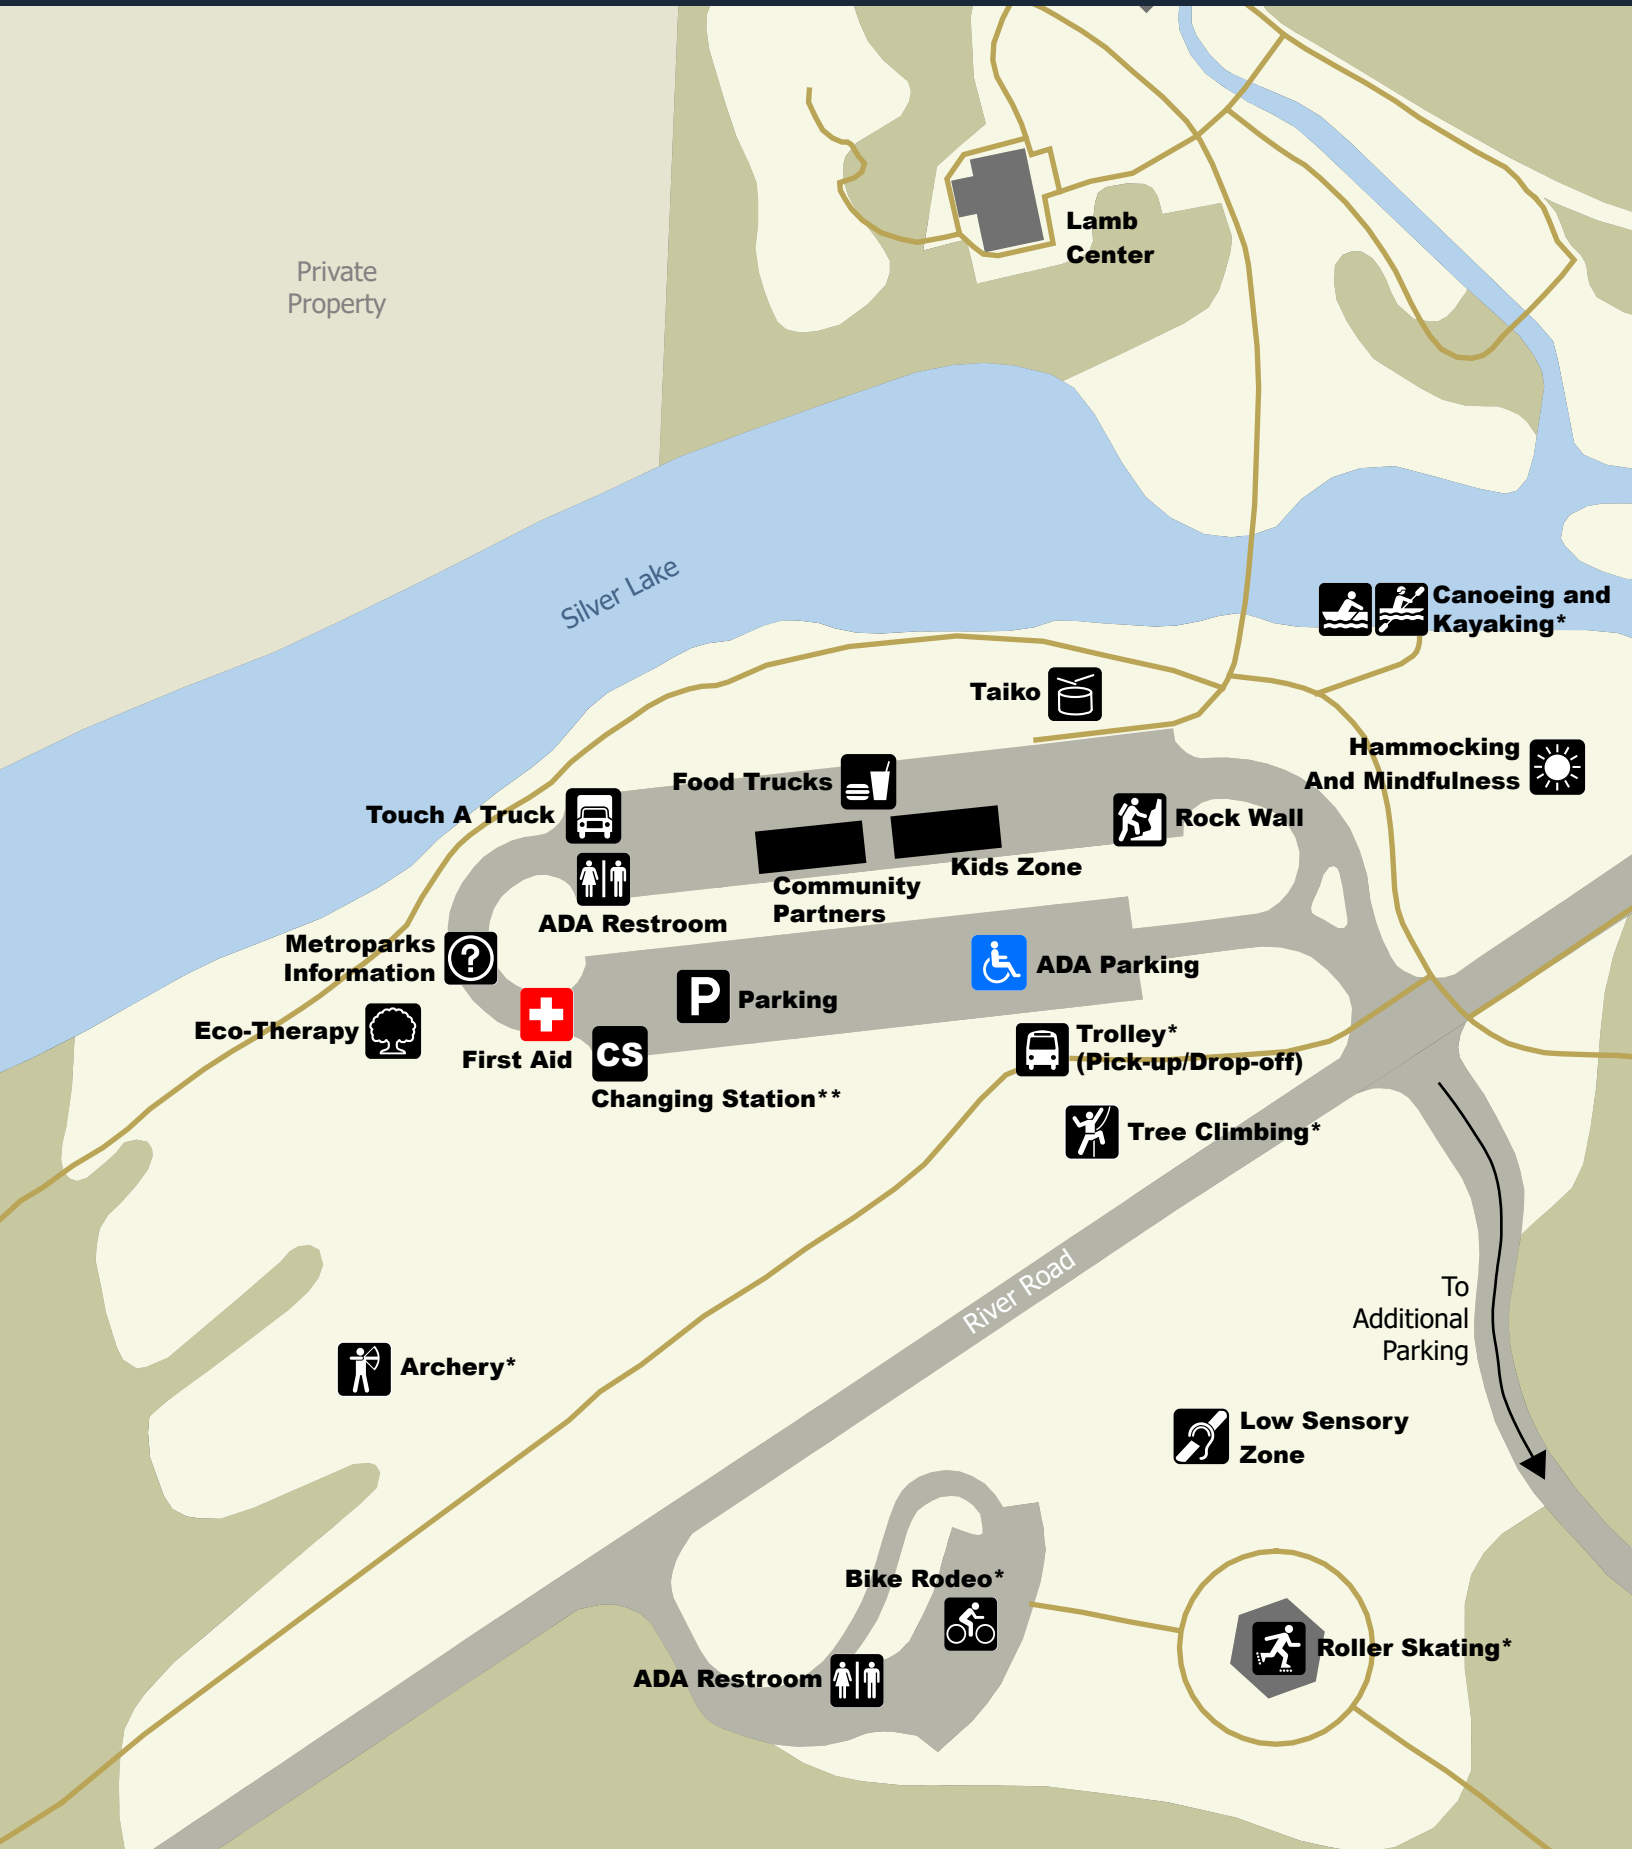 Lamb
Center
Private
Property
Silver Lake
Canoeing and
Kayaking*
Taiko
Hammocking
And Mindfulness
Food Trucks
Touch A Truck
Rock Wall
Kids Zone
Community
Partners
ADA Restroom
Metroparks
Information
?
ADA Parking
P
Parking
Eco-Therapy
First Aid
CS
Changing Station**
Trolley*
(Pick-up/Drop-off)
Tree Climbing*
River Road
To
Additional
Parking
Archery*
Low Sensory
Zone
Bike Rodeo*
Roller Skating*
ADA Restroom